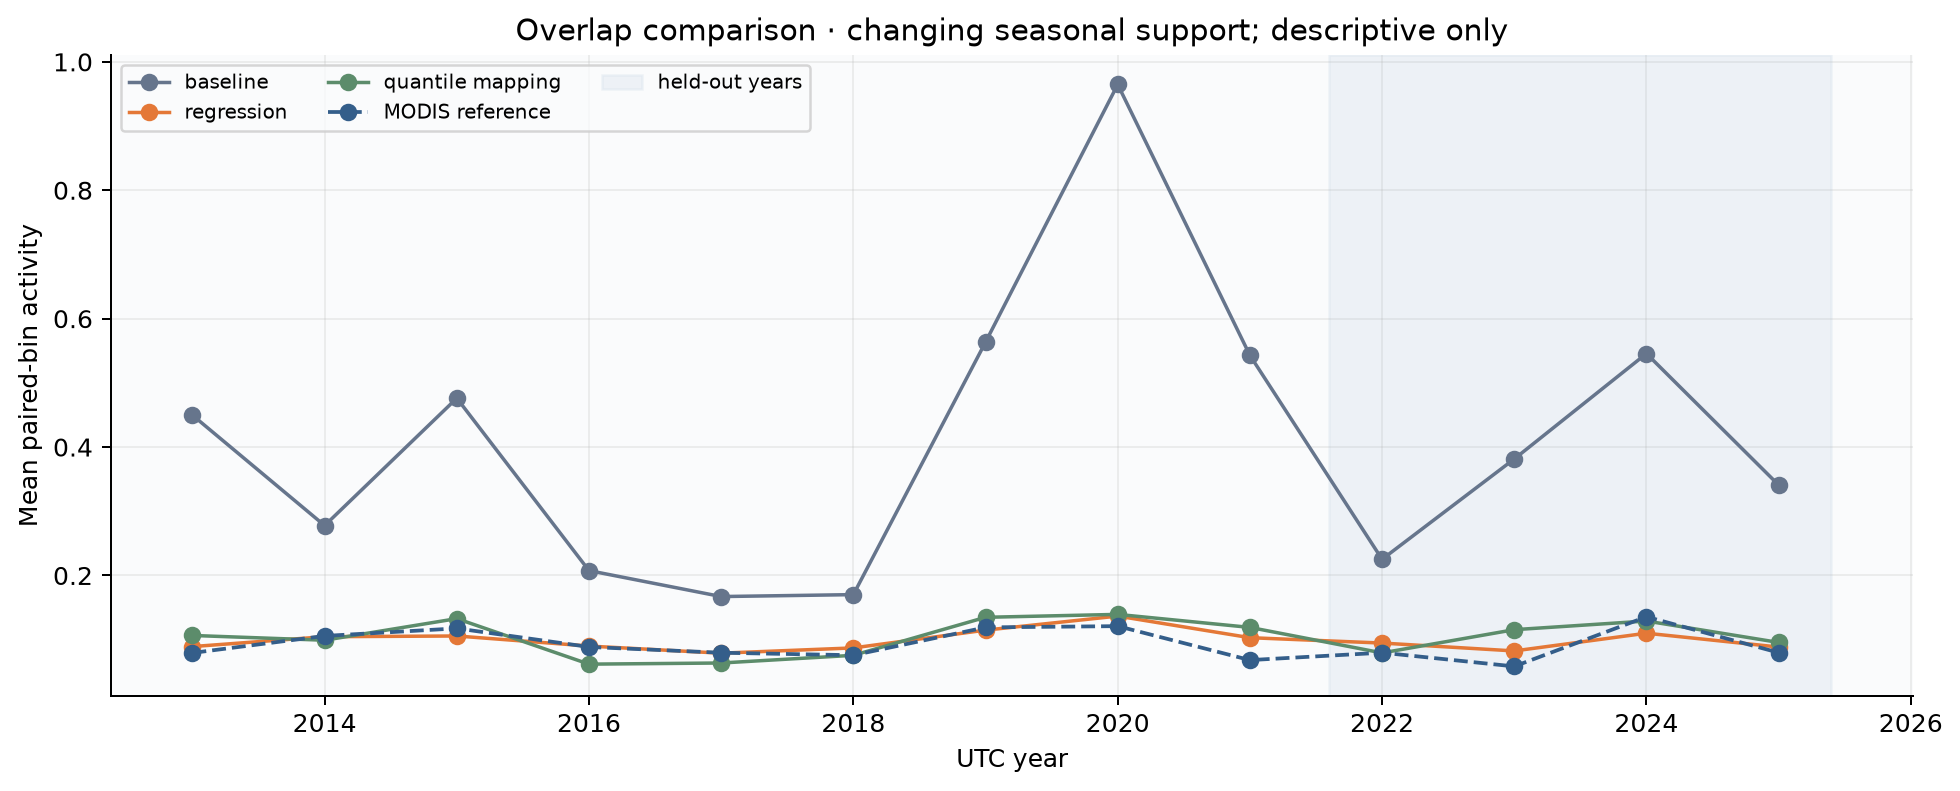 Overlap comparison · changing seasonal support; descriptive only
baseline
regression
quantile mapping
MODIS reference
held-out years
Mean paired-bin activity
1.0
0.8
0.6
0.4
0.2
2014
2016
2018
2020
2022
2024
2026
UTC year